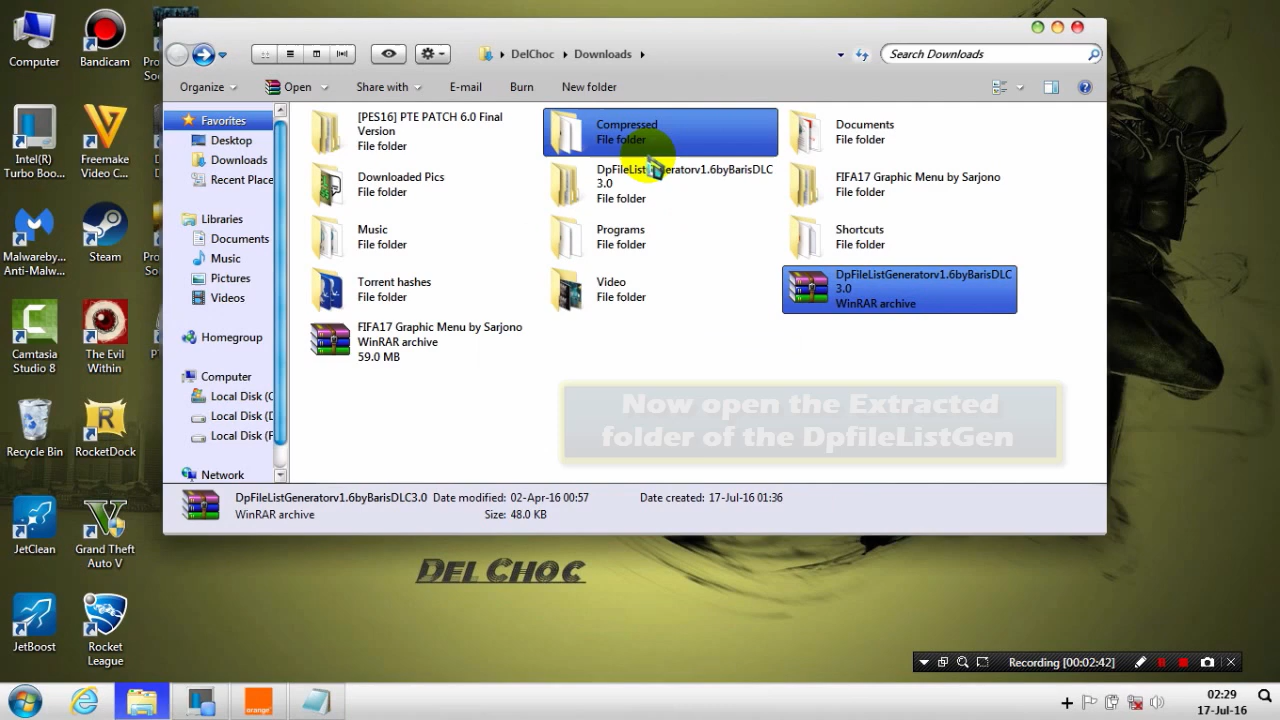 Computer
Bandicam
Intel(R)
Turbo Boo...
Freemake
Video C...
Malwareby...
Anti-Malw...
Steam
Camtasia
Studio 8
The Evil
Within
Recycle Bin
RocketDock
JetClean
Grand Theft
Auto V
JetBoost
Rocket
League
DelChoc
Downloads
Search Downloads
Organize
Open
Share with
E-mail
Burn
New folder
Favorites
Desktop
Downloads
Recent Place
Libraries
Documents
Music
Pictures
Videos
Homegroup
Computer
Local Disk (C
Local Disk (D
Local Disk (F
Network
[PES16] PTE PATCH 6.0 Final
Version
File folder
Compressed
File folder
Documents
File folder
Downloaded Pics
File folder
DpFileListGeneratorv1.6byBarisDLC
3.0
File folder
FIFA17 Graphic Menu by Sarjono
File folder
Music
File folder
Programs
File folder
Shortcuts
File folder
Torrent hashes
File folder
Video
File folder
DpFileListGeneratorv1.6byBarisDLC
3.0
WinRAR archive
FIFA17 Graphic Menu by Sarjono
WinRAR archive
59.0 MB
Now open the Extracted
folder of the DpfileListGen
DpFileListGeneratorv1.6byBarisDLC3.0 Date modified: 02-Apr-16 00:57 Date created: 17-Jul-16 01:36
WinRAR archive Size: 48.0 KB
Del Choc
Recording [00:02:42]
orange
02:29
17-Jul-16